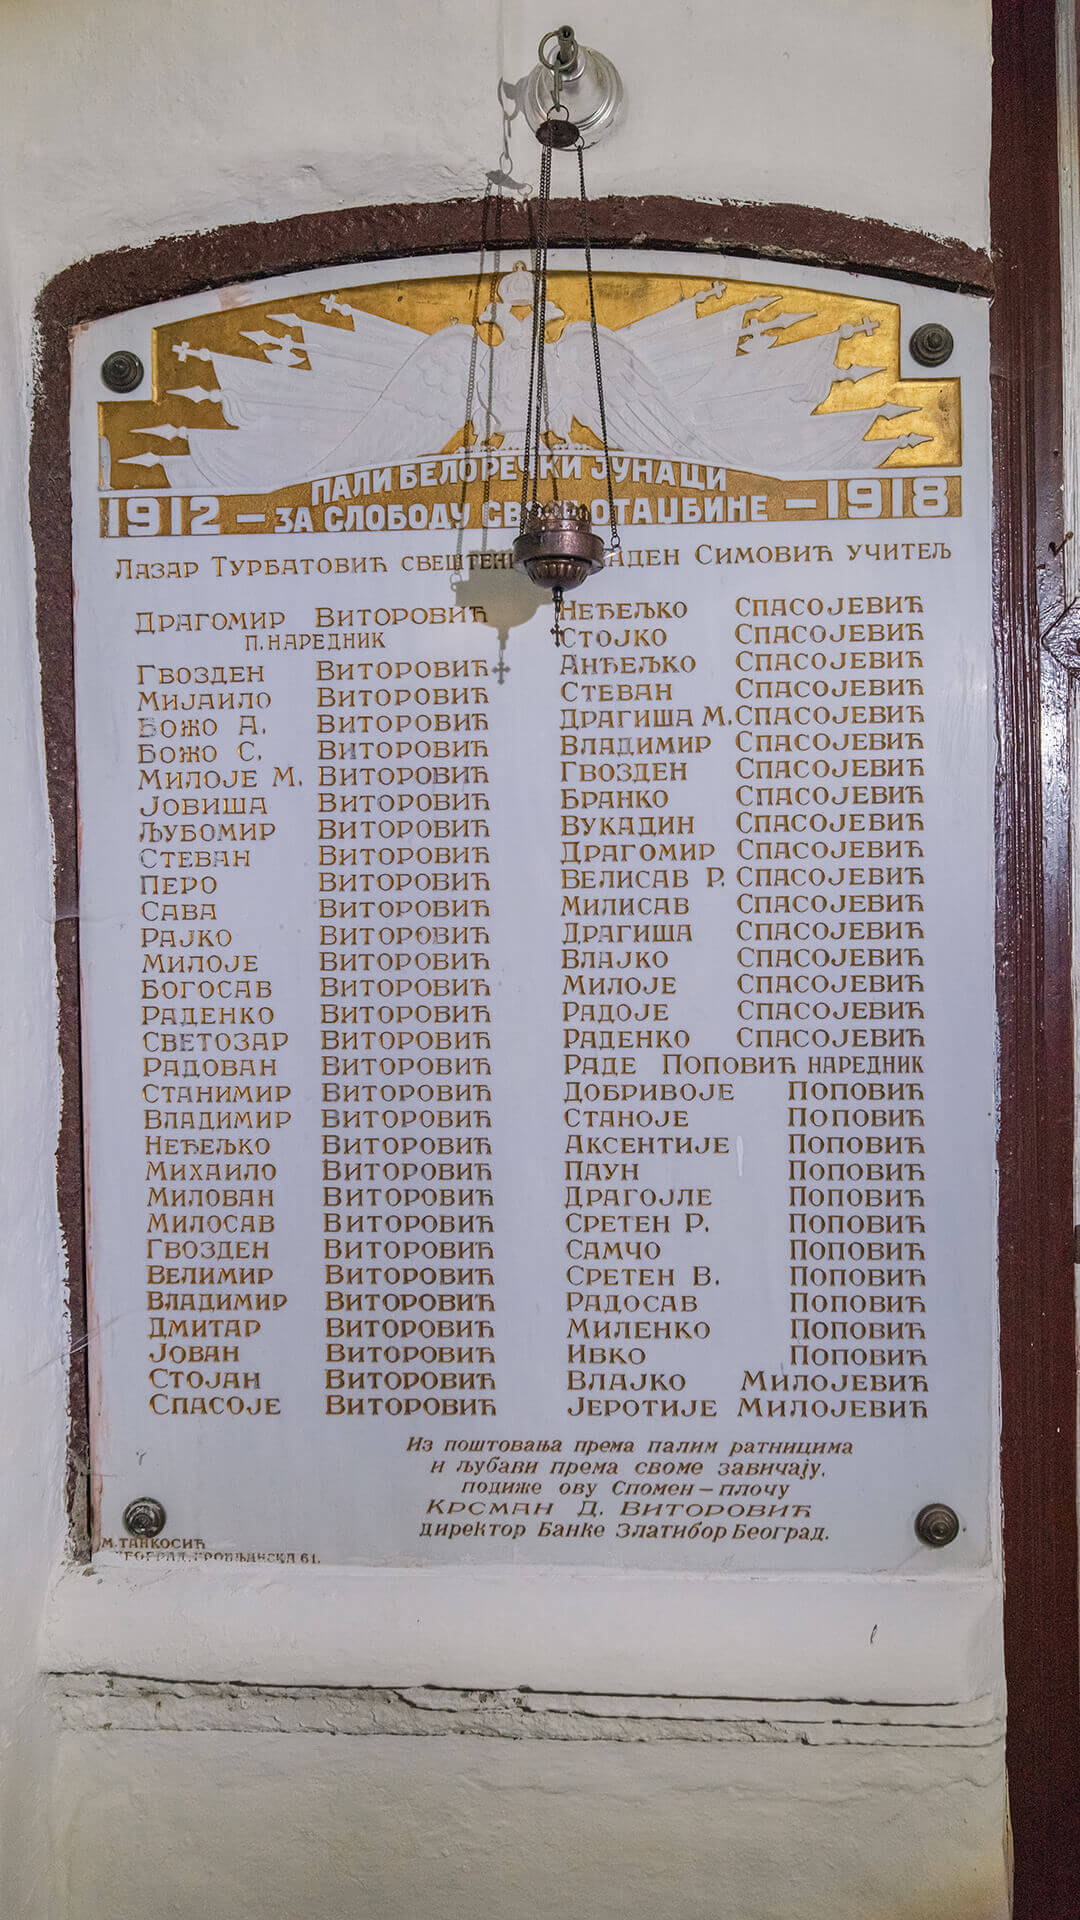 ПАЛИ БЕЛОРЕЧКИ ЈУНАЦИ
1912 – ЗА СЛОБОДУ ОТАЏБИНЕ – 1918
ЛАЗАР ТУРБАТОВИЋ СИМОВИЋ УЧИТЕЉ
ДРАГОМИР ВИТОРОВИЋ
П. НАРЕДНИК
ГВОЗДЕН ВИТОРОВИЋ
МИЈАИЛО ВИТОРОВИЋ
БОЖО А. ВИТОРОВИЋ
БОЖО С. ВИТОРОВИЋ
МИЛОЈЕ М. ВИТОРОВИЋ
ЈОВИША ВИТОРОВИЋ
ЉУБОМИР ВИТОРОВИЋ
СТЕВАН ВИТОРОВИЋ
ПЕРО ВИТОРОВИЋ
САВА ВИТОРОВИЋ
РАЈКО ВИТОРОВИЋ
МИЛОЈЕ ВИТОРОВИЋ
БОГОСАВ ВИТОРОВИЋ
РАДЕНКО ВИТОРОВИЋ
СВЕТОЗАР ВИТОРОВИЋ
РАДОВАН ВИТОРОВИЋ
СТАНИМИР ВИТОРОВИЋ
ВЛАДИМИР ВИТОРОВИЋ
НЕЂЕЉКО ВИТОРОВИЋ
МИХАИЛО ВИТОРОВИЋ
МИЛОВАН ВИТОРОВИЋ
МИЛОСАВ ВИТОРОВИЋ
ГВОЗДЕН ВИТОРОВИЋ
ВЕЛИМИР ВИТОРОВИЋ
ВЛАДИМИР ВИТОРОВИЋ
ДМИТАР ВИТОРОВИЋ
ЈОВАН ВИТОРОВИЋ
СТОЈАН ВИТОРОВИЋ
СПАСОЈЕ ВИТОРОВИЋ
НЕЂЕЉКО СПАСОЈЕВИЋ
СТОЈКО СПАСОЈЕВИЋ
АНЂЕЉКО СПАСОЈЕВИЋ
СТЕВАН СПАСОЈЕВИЋ
ДРАГИША М. СПАСОЈЕВИЋ
ВЛАДИМИР СПАСОЈЕВИЋ
ГВОЗДЕН СПАСОЈЕВИЋ
БРАНКО СПАСОЈЕВИЋ
ВУКАДИН СПАСОЈЕВИЋ
ДРАГОМИР СПАСОЈЕВИЋ
ВЕЛИСАВ Р. СПАСОЈЕВИЋ
МИЛИСАВ СПАСОЈЕВИЋ
ДРАГИША СПАСОЈЕВИЋ
ВЛАЈКО СПАСОЈЕВИЋ
МИЛОЈЕ СПАСОЈЕВИЋ
РАДОЈЕ СПАСОЈЕВИЋ
РАДЕНКО СПАСОЈЕВИЋ
РАДЕ ПОПОВИЋ НАРЕДНИК
ДОБРИВОЈЕ ПОПОВИЋ
СТАНОЈЕ ПОПОВИЋ
АКСЕНТИЈЕ ПОПОВИЋ
ПАУН ПОПОВИЋ
ДРАГОЈЛЕ ПОПОВИЋ
СРЕТЕН Р. ПОПОВИЋ
САМЧО ПОПОВИЋ
СРЕТЕН В. ПОПОВИЋ
РАДОСАВ ПОПОВИЋ
МИЛЕНКО ПОПОВИЋ
ИВКО ПОПОВИЋ
ВЛАЈКО МИЛОЈЕВИЋ
ЈЕРОТИЈЕ МИЛОЈЕВИЋ
Из поштовања према палим ратницима
и љубави према своме завичају,
подиже ову Спомен–плочу
КРСМАН Д. ВИТОРОВИЋ
директор Банке Златибор Београд.
М. ТАНКОСИЋ
61.